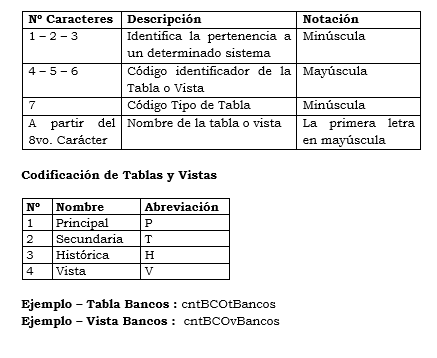 Nº Caracteres Descripción Notación
1 – 2 – 3 Identifica la pertenencia a Minúscula
un determinado sistema
4 – 5 – 6 Código identificador de la Mayúscula
Tabla o Vista
7 Código Tipo de Tabla Minúscula
A partir del Nombre de la tabla o vista La primera letra
8vo. Carácter en mayúscula
Codificación de Tablas y Vistas
Nº Nombre Abreviación
1 Principal P
2 Secundaria T
3 Histórica H
4 Vista V
Ejemplo – Tabla Bancos : cntBCOtBancos
Ejemplo – Vista Bancos : cntBCOvBancos